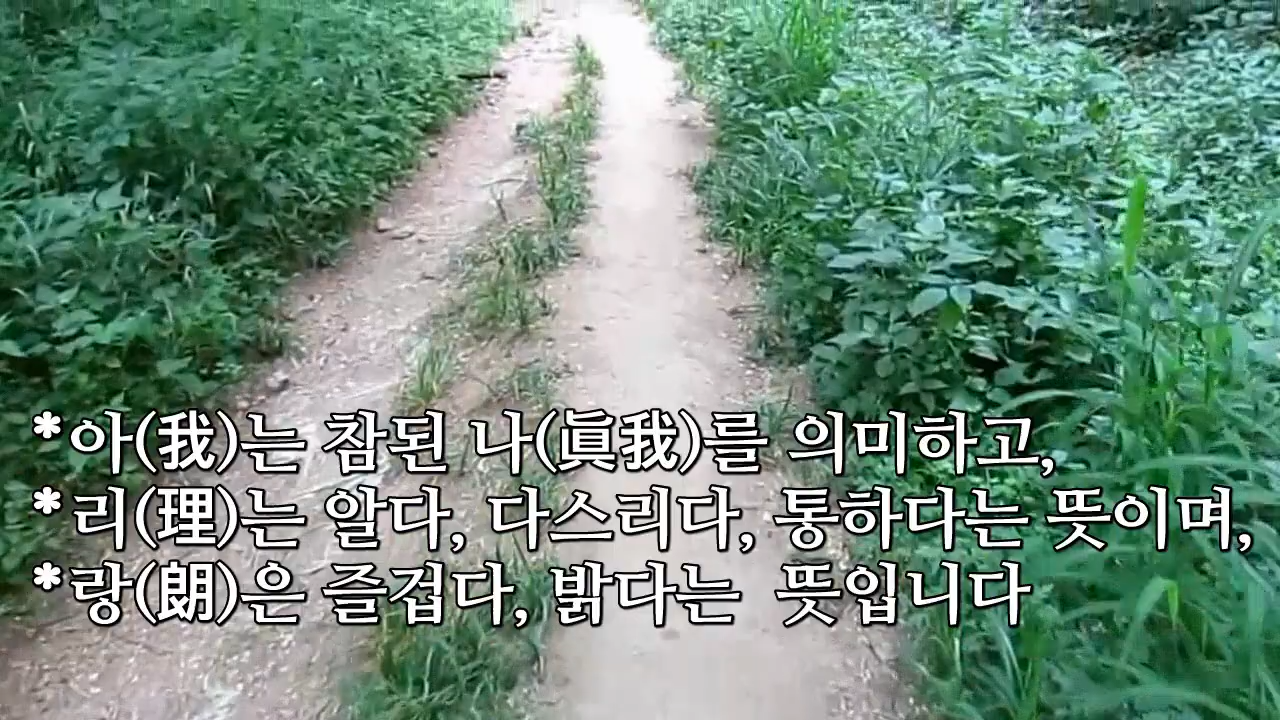 *아(我)는 참된 나(眞我)를 의미하고,
*리(理)는 알다, 다스리다, 통하다는 뜻이며,
*랑(朗)은 즐겁다, 밝다는 뜻입니다